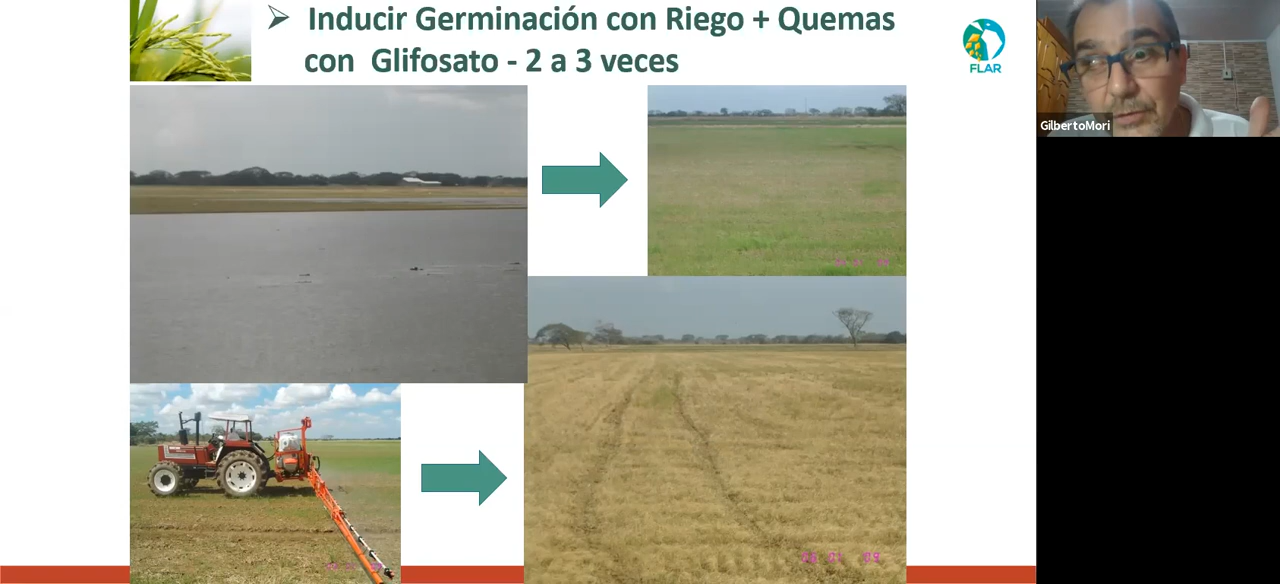 ➢ Inducir Germinación con Riego + Quemas
con Glifosato - 2 a 3 veces
FLAR
GilbertoMori